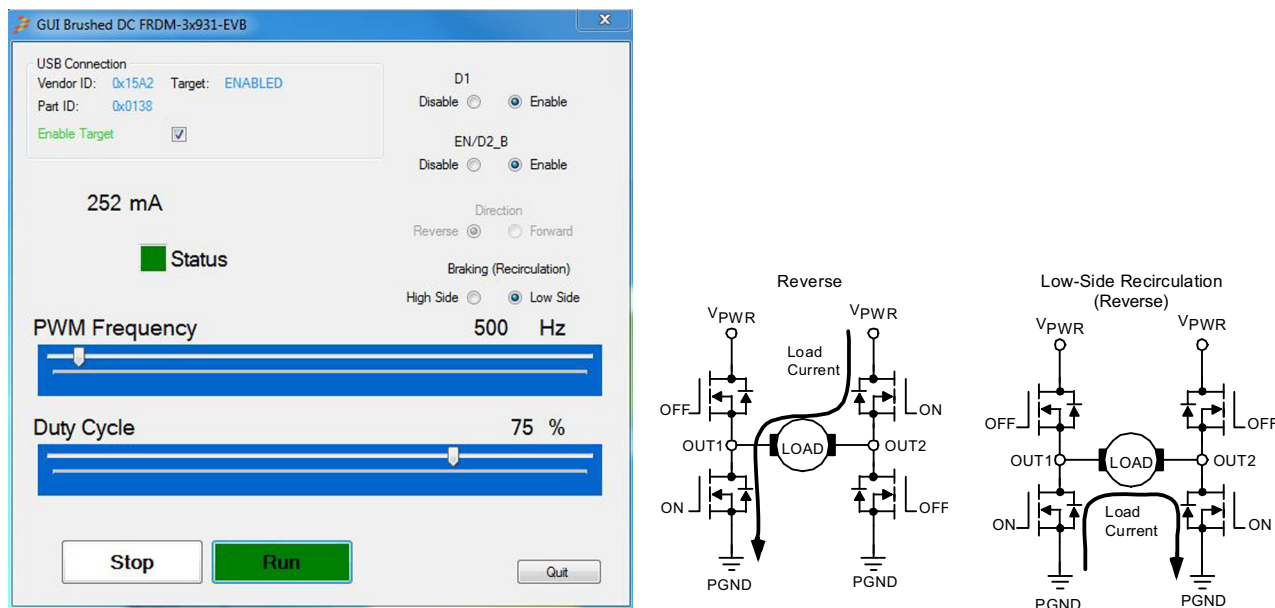 GUI Brushed DC FRDM-3x931-EVB
x
USB Connection
Vendor ID: 0x15A2 Target: ENABLED
Part ID: 0x0138
Enable Target
D1
Disable Enable
EN/D2_B
Disable Enable
252 mA
Direction
Reverse Forward
Status
Braking (Recirculation)
High Side Low Side
PWM Frequency 500 Hz
Duty Cycle 75 %
Stop Run
Quit
Reverse
VPWR VPWR
Load
Current
OFF ON
OUT1 LOAD OUT2
ON OFF
PGND PGND
Low-Side Recirculation
(Reverse)
VPWR VPWR
OFF OFF
OUT1 LOAD OUT2
Load
Current
ON ON
PGND PGND